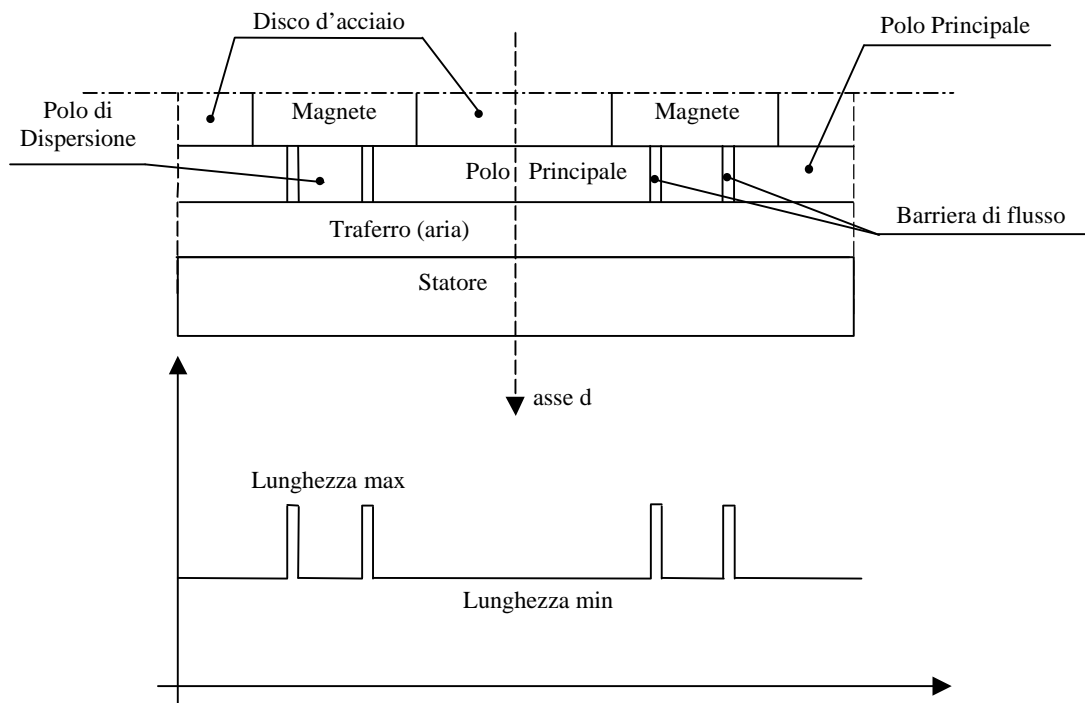 Disco d'acciaio
Polo Principale
Polo di
Dispersione
Magnete
Magnete
Polo Principale
Barriera di flusso
Traferro (aria)
Statore
asse d
Lunghezza max
Lunghezza min